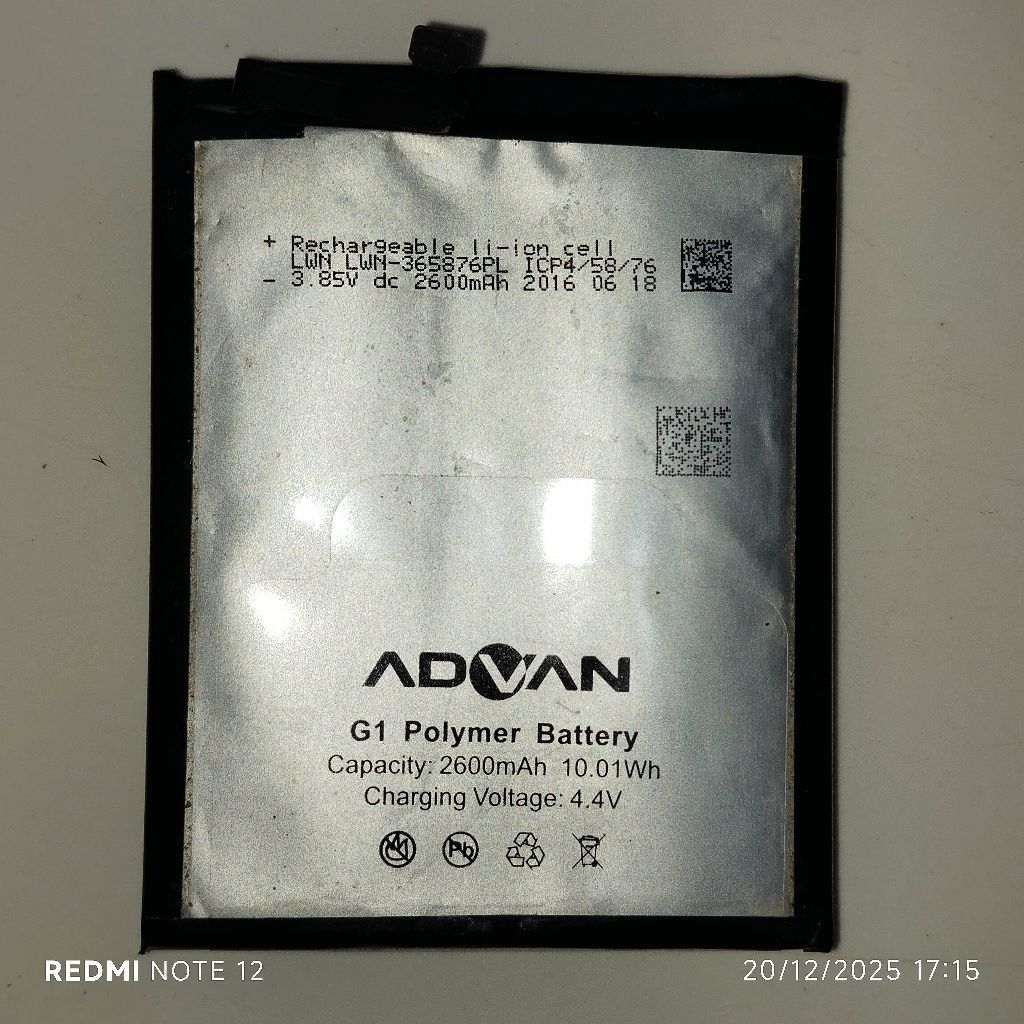 + Rechargeable li-ion cell
LWN LWN-365876PL ICP4/58/76
- 3.85V dc 2600mAh 2016 06 18
ADVAN
G1 Polymer Battery
Capacity: 2600mAh 10.01Wh
Charging Voltage: 4.4V
Pb
REDMI NOTE 12
20/12/2025 17:15